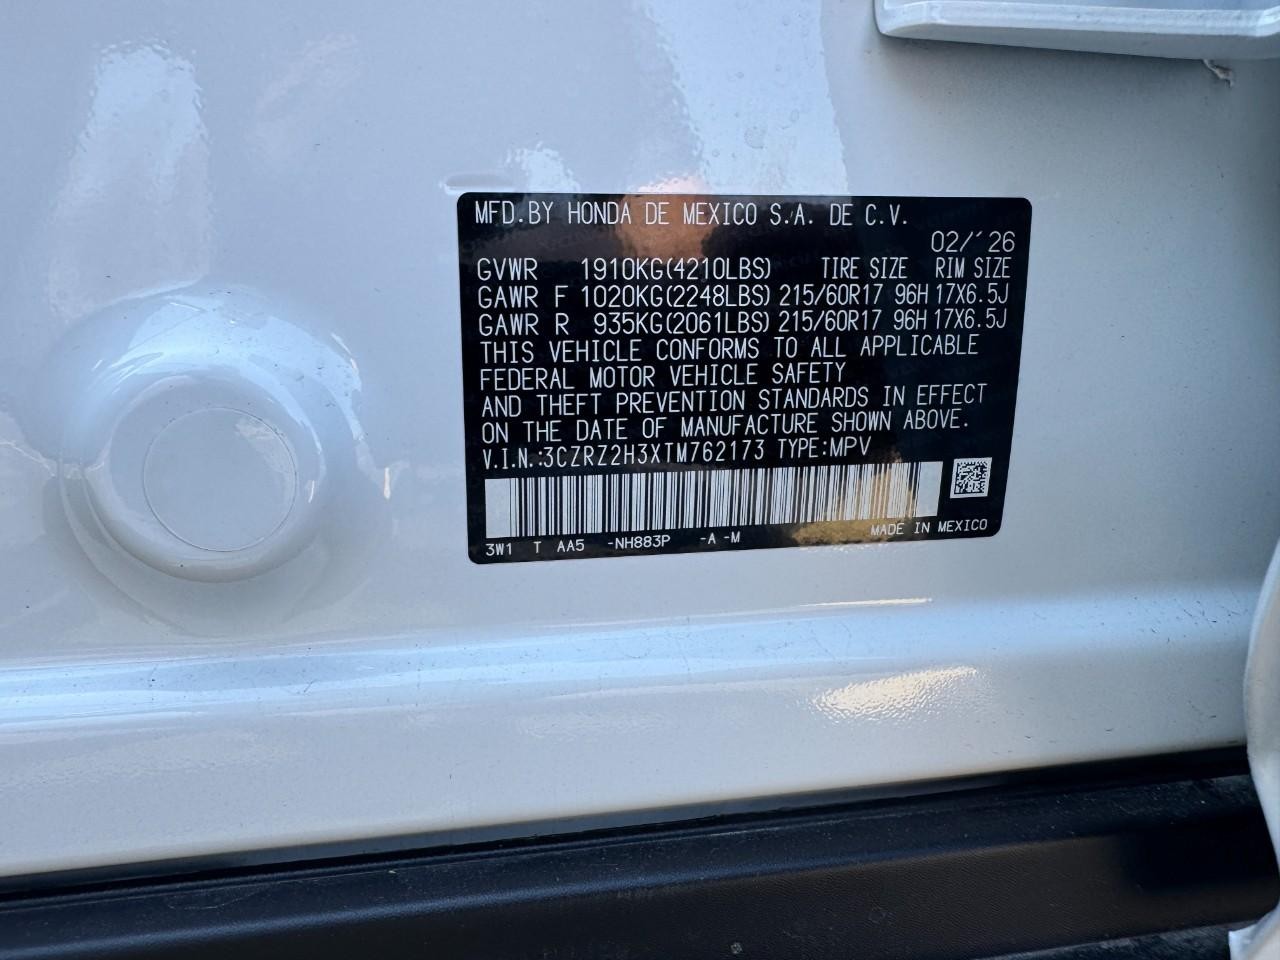 MFD.BY HONDA DE MEXICO S.A. DE C.V.
02/'26
GVWR 1910KG(4210LBS) TIRE SIZE RIM SIZE
GAWR F 1020KG(2248LBS) 215/60R17 96H 17X6.5J
GAWR R 935KG(2061LBS) 215/60R17 96H 17X6.5J
THIS VEHICLE CONFORMS TO ALL APPLICABLE
FEDERAL MOTOR VEHICLE SAFETY
AND THEFT PREVENTION STANDARDS IN EFFECT
ON THE DATE OF MANUFACTURE SHOWN ABOVE.
V.I.N.:3CZRZ2H3XTM762173 TYPE:MPV
3W1 T AA5 -NH883P -A -M MADE IN MEXICO